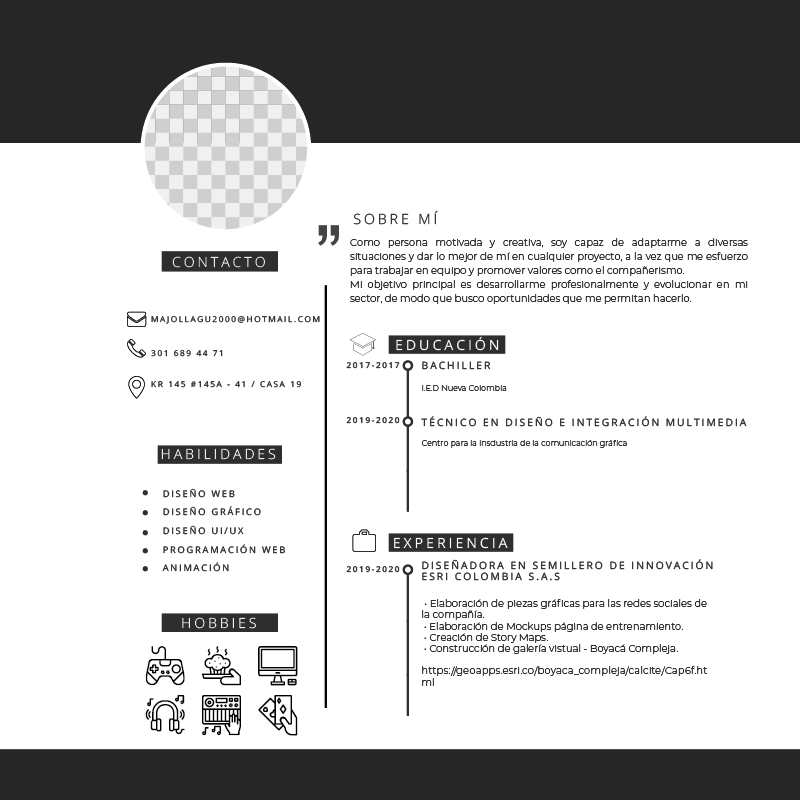 CONTACTO
MAJOLLAGU2000@HOTMAIL.COM
301 689 44 71
KR 145 #145A - 41 / CASA 19
HABILIDADES
DISEÑO WEB
DISEÑO GRÁFICO
DISEÑO UI/UX
PROGRAMACIÓN WEB
ANIMACIÓN
HOBBIES
SOBRE MÍ
Como persona motivada y creativa, soy capaz de adaptarme a diversas
situaciones y dar lo mejor de mí en cualquier proyecto, a la vez que me esfuerzo
para trabajar en equipo y promover valores como el compañerismo.
Mi objetivo principal es desarrollarme profesionalmente y evolucionar en mi
sector, de modo que busco oportunidades que me permitan hacerlo.
EDUCACIÓN
2017-2017 BACHILLER
I.E.D Nueva Colombia
2019-2020 TÉCNICO EN DISEÑO E INTEGRACIÓN MULTIMEDIA
Centro para la insdustria de la comunicación gráfica
EXPERIENCIA
2019-2020 DISEÑADORA EN SEMILLERO DE INNOVACIÓN
ESRI COLOMBIA S.A.S
· Elaboración de piezas gráficas para las redes sociales de
la compañía.
· Elaboración de Mockups página de entrenamiento.
· Creación de Story Maps.
· Construcción de galería vistual - Boyacá Compleja.
https://geoapps.esri.co/boyaca_compleja/calcite/Cap6f.ht
ml